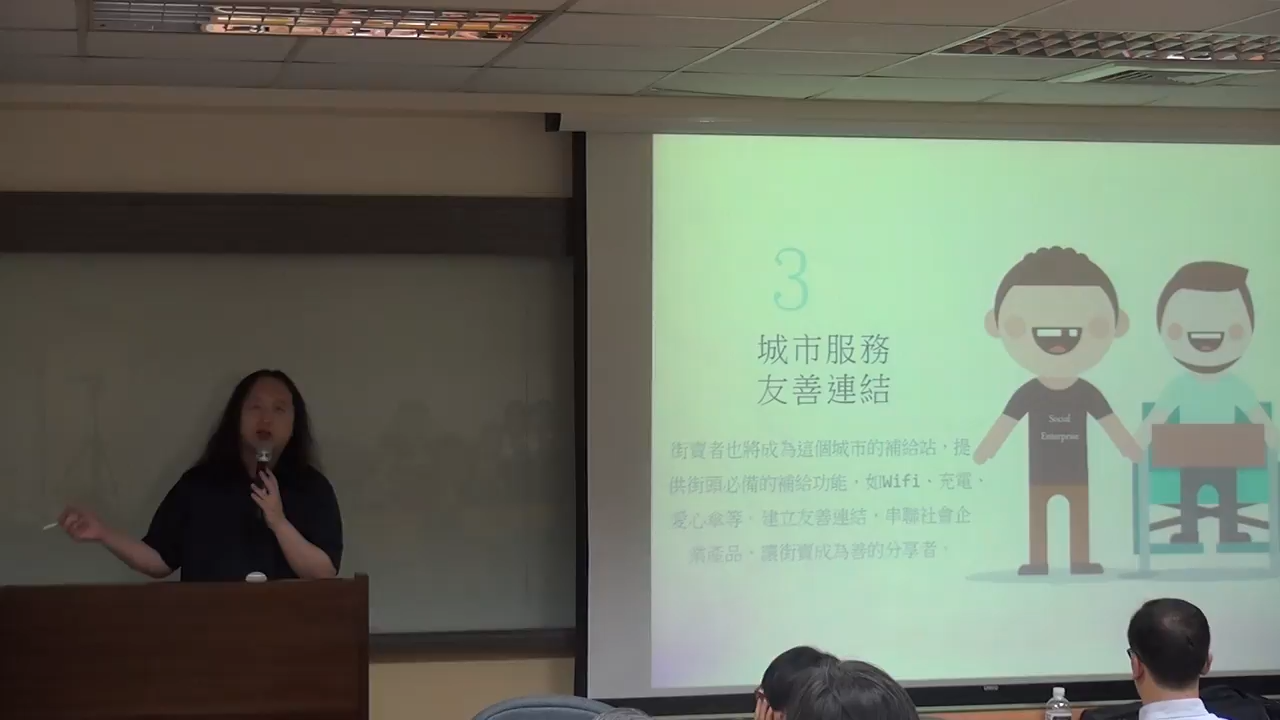 3
城市服務
友善連結
街賣者也將成為這個城市的補給站，提
供街頭必備的補給功能，如Wifi、充電、
愛心傘等。建立友善連結，串聯社會企
業產品，讓街賣成為善的分享者。
Social
Enterprise